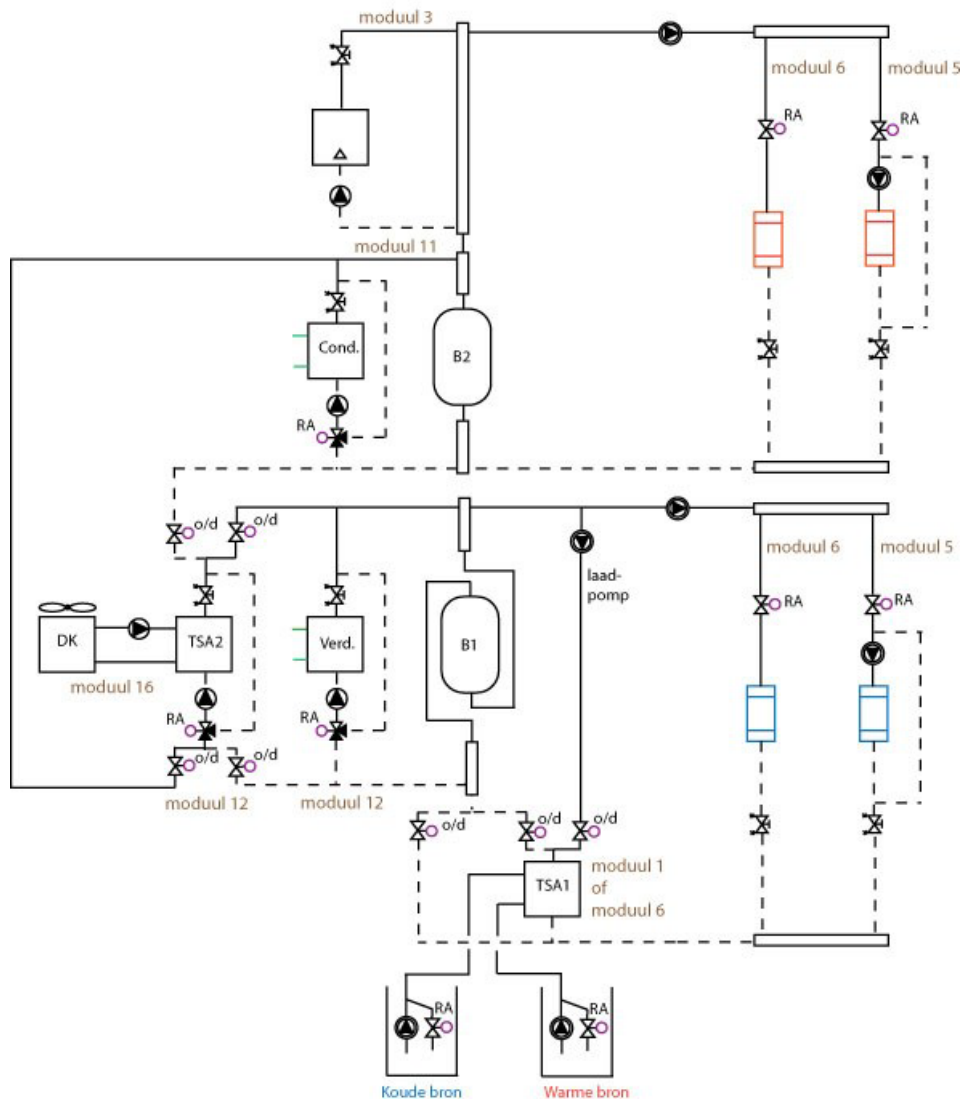 moduul 3
moduul 6
moduul 5
RA
RA
moduul 11
Cond.
B2
RA
o/d
o/d
moduul 6
moduul 5
laad-
pomp
RA
RA
DK
TSA2
Verd.
B1
moduul 16
RA
RA
o/d
o/d
moduul 12
moduul 12
o/d
o/d
o/d
TSA1
moduul 1
of
moduul 6
RA
RA
Koude bron
Warme bron